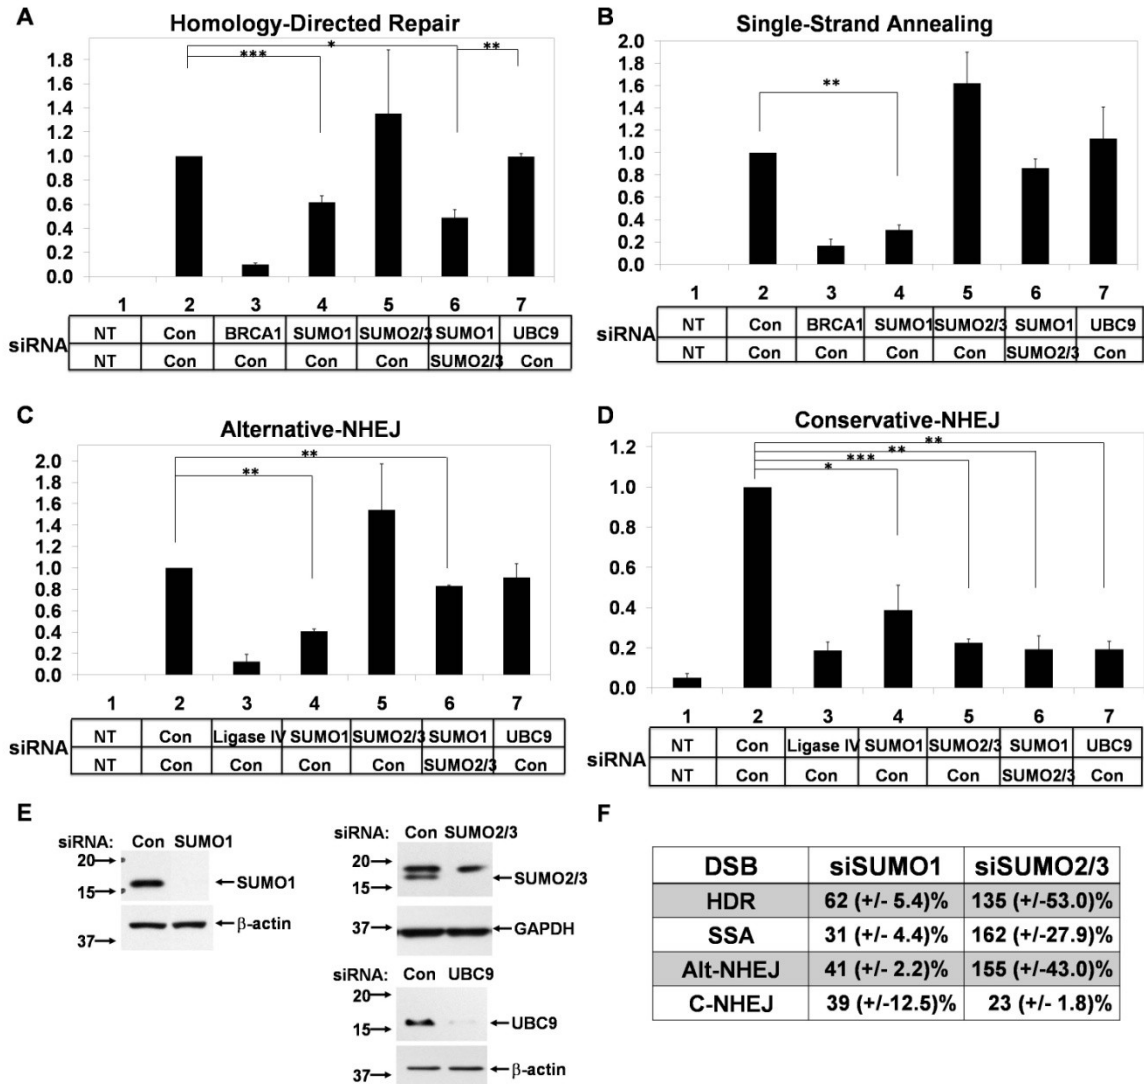 A
Homology-Directed Repair
* ** ***
1.8
1.6
1.4
1.2
1.0
0.8
0.6
0.4
0.2
0.0
1 2 3 4 5 6 7
siRNA
NT Con BRCA1 SUMO1 SUMO2/3 SUMO1 UBC9
NT Con Con Con Con SUMO2/3 Con
B
Single-Strand Annealing
**
2.0
1.8
1.6
1.4
1.2
1.0
0.8
0.6
0.4
0.2
0.0
1 2 3 4 5 6 7
siRNA
NT Con BRCA1 SUMO1 SUMO2/3 SUMO1 UBC9
NT Con Con Con Con SUMO2/3 Con
C
Alternative-NHEJ
**
**
2.0
1.8
1.6
1.4
1.2
1.0
0.8
0.6
0.4
0.2
0.0
1 2 3 4 5 6 7
siRNA
NT Con Ligase IV SUMO1 SUMO2/3 SUMO1 UBC9
NT Con Con Con Con SUMO2/3 Con
D
Conservative-NHEJ
**
**
***
*
1.2
1.0
0.8
0.6
0.4
0.2
0.0
1 2 3 4 5 6 7
siRNA
NT Con Ligase IV SUMO1 SUMO2/3 SUMO1 UBC9
NT Con Con Con Con SUMO2/3 Con
E
siRNA: Con SUMO1
20
15
SUMO1
β-actin
37
siRNA: Con SUMO2/3
20
15
SUMO2/3
37
GAPDH
siRNA: Con UBC9
20
15
UBC9
37
β-actin
F
DSB siSUMO1 siSUMO2/3
HDR 62 (+/- 5.4)% 135 (+/-53.0)%
SSA 31 (+/- 4.4)% 162 (+/-27.9)%
Alt-NHEJ 41 (+/- 2.2)% 155 (+/-43.0)%
C-NHEJ 39 (+/-12.5)% 23 (+/- 1.8)%